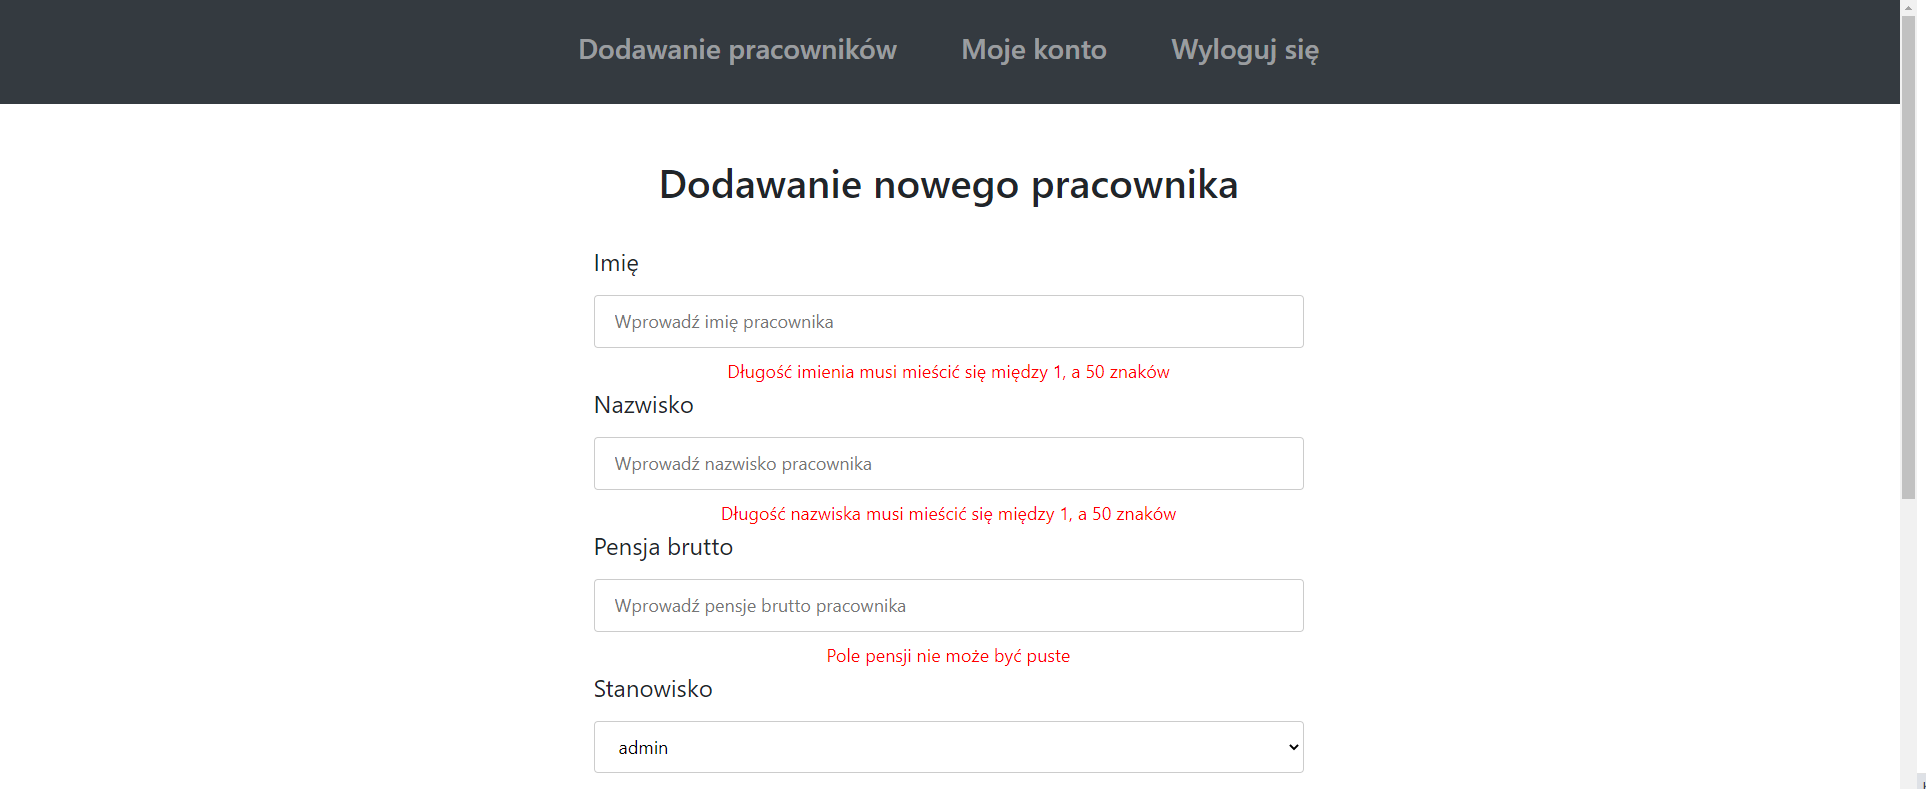 Dodawanie pracowników Moje konto Wyloguj się
Dodawanie nowego pracownika
Imię
Wprowadź imię pracownika
Długość imienia musi mieścić się między 1, a 50 znaków
Nazwisko
Wprowadź nazwisko pracownika
Długość nazwiska musi mieścić się między 1, a 50 znaków
Pensja brutto
Wprowadź pensje brutto pracownika
Pole pensji nie może być puste
Stanowisko
admin